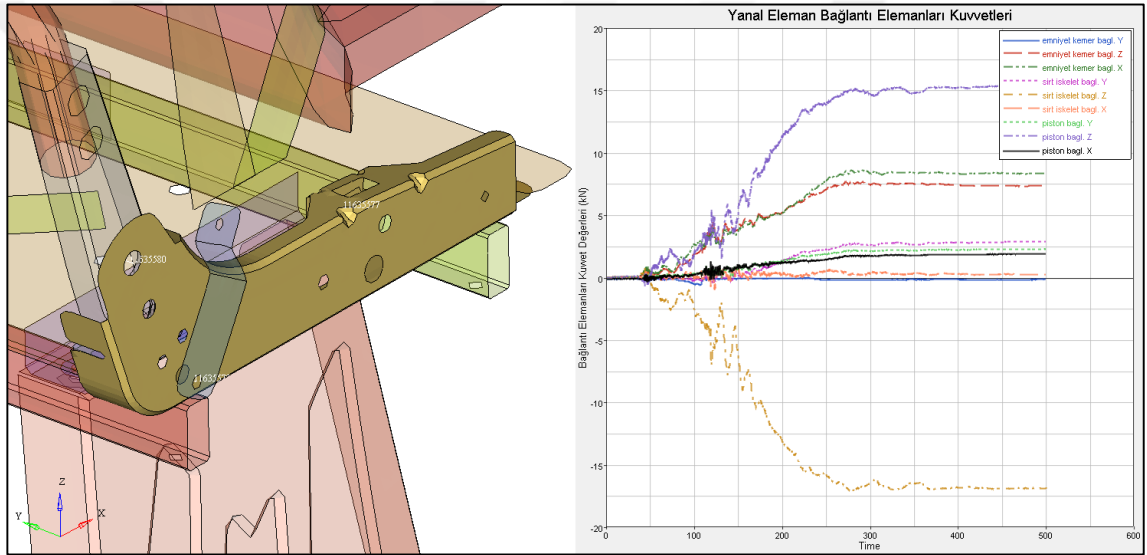 11635577
Z
Y
X
Yanal Eleman Bağlantı Elemanları Kuvvetleri
emniyet kemer bagl. Y
emniyet kemer bagl. Z
emniyet kemer bagl. X
sirt iskelet bagl. Y
sirt iskelet bagl. Z
sirt iskelet bagl. X
piston bagl. Y
piston bagl. Z
piston bagl. X
Bağlantı Elemanları Kuvvet Değerleri (kN)
20
15
10
5
0
-5
-10
-15
-20
0
100
200
300
400
500
600
Time